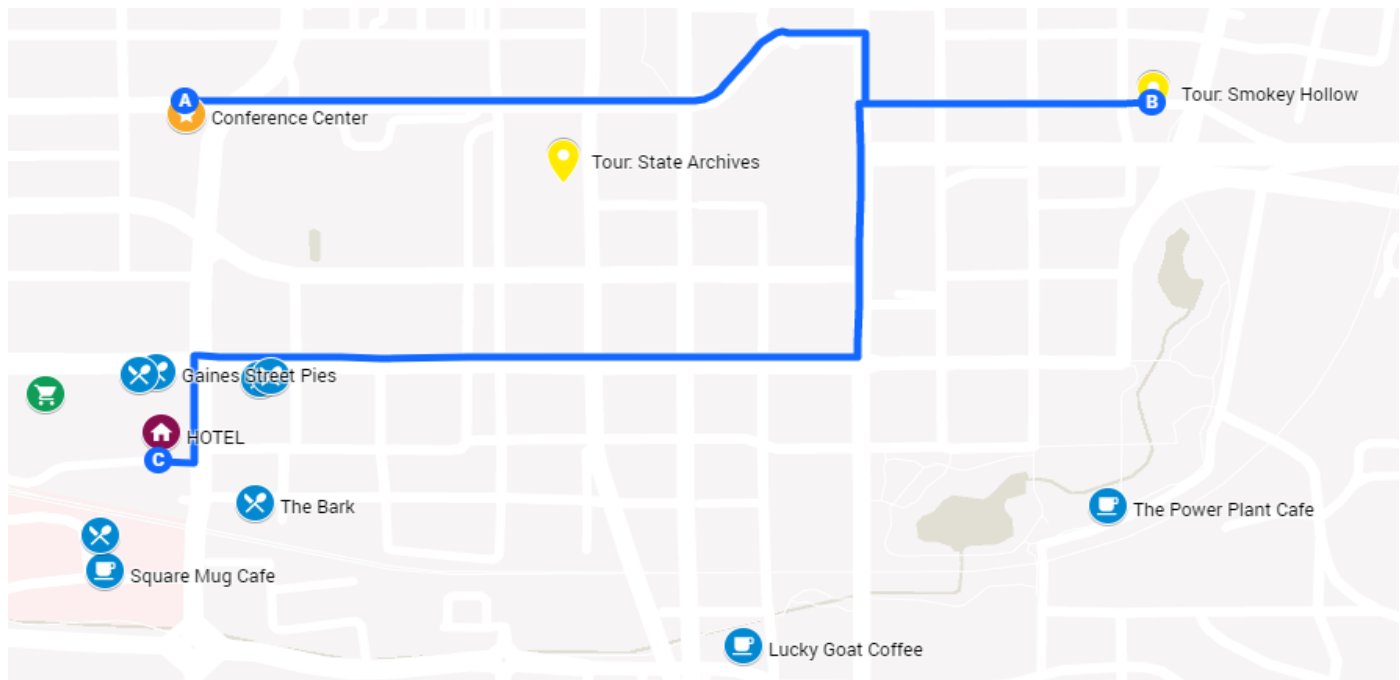 A
Conference Center
B
Tour: Smokey Hollow
Tour: State Archives
Gaines Street Pies
HOTEL
C
The Bark
The Power Plant Cafe
Square Mug Cafe
Lucky Goat Coffee